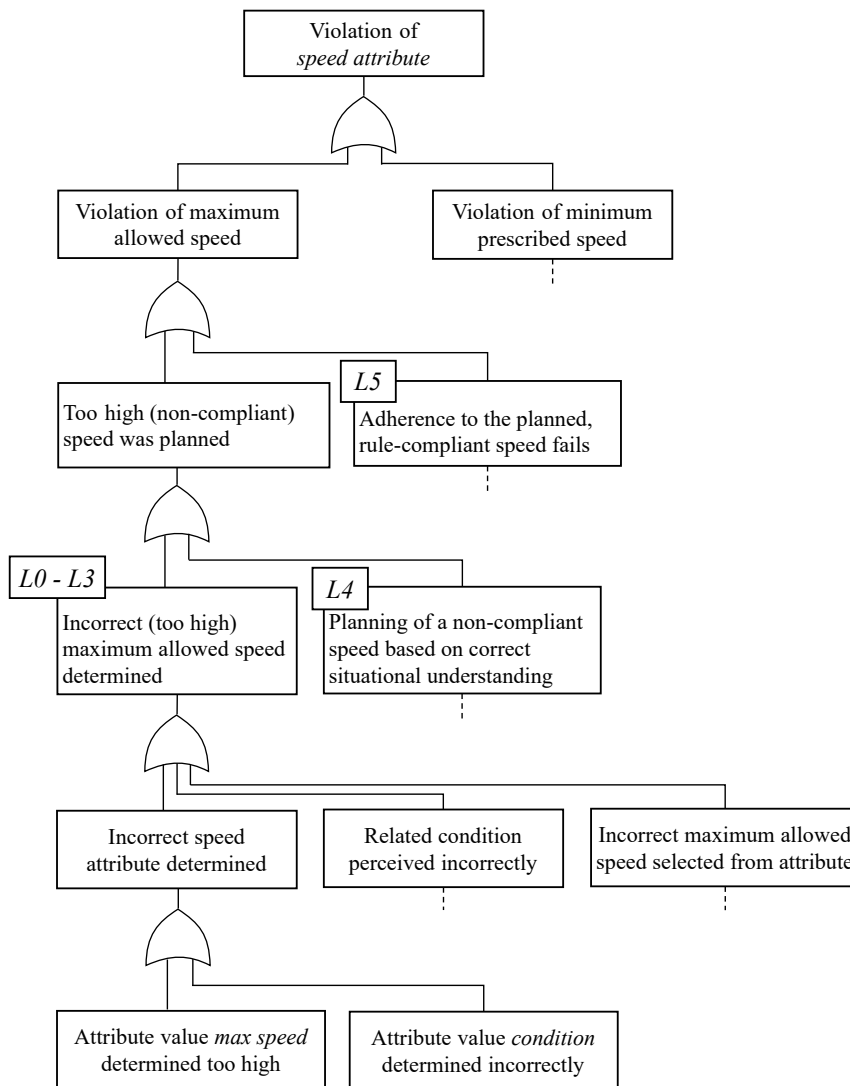 Violation of
speed attribute
Violation of maximum
allowed speed
Violation of minimum
prescribed speed
Too high (non-compliant)
speed was planned
L5
Adherence to the planned,
rule-compliant speed fails
L0 - L3
Incorrect (too high)
maximum allowed speed
determined
L4
Planning of a non-compliant
speed based on correct
situational understanding
Incorrect speed
attribute determined
Related condition
perceived incorrectly
Incorrect maximum allowed
speed selected from attribute
Attribute value max speed
determined too high
Attribute value condition
determined incorrectly